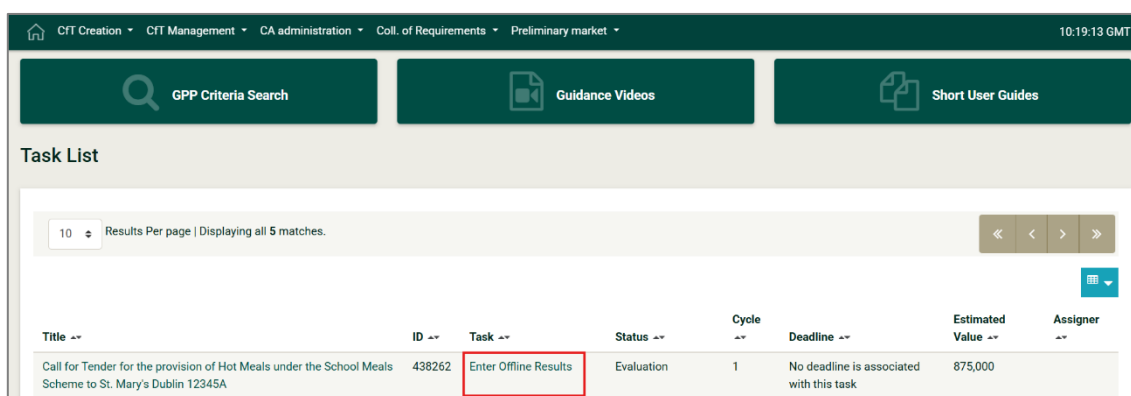 CfT Creation CfT Management CA administration Coll. of Requirements Preliminary market 10:19:13 GMT
GPP Criteria Search Guidance Videos Short User Guides
Task List
10 Results Per page | Displaying all 5 matches.
« < > »
Title ID Task Status Cycle Deadline Estimated Value Assigner
Call for Tender for the provision of Hot Meals under the School Meals 438262 Enter Offline Results Evaluation 1 No deadline is associated 875,000
Scheme to St. Mary's Dublin 12345A with this task